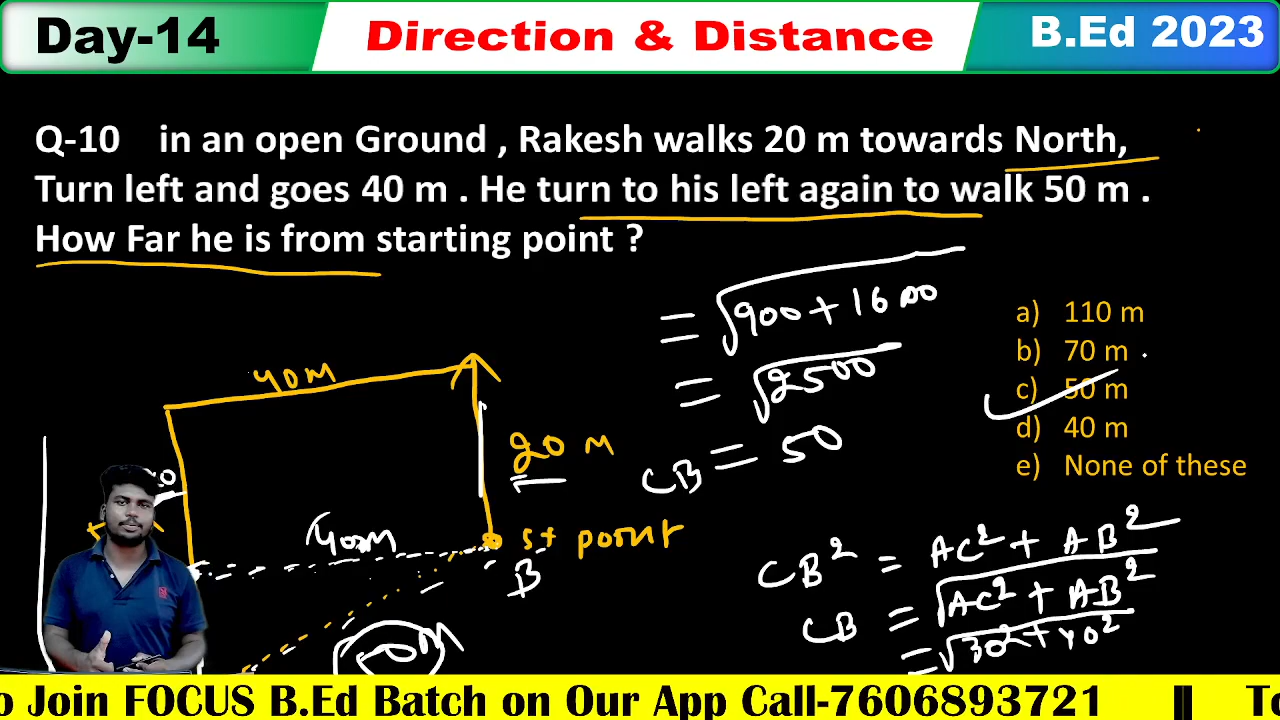 Day-14
Direction & Distance
B.Ed 2023
Q-10 in an open Ground , Rakesh walks 20 m towards North,
Turn left and goes 40 m . He turn to his left again to walk 50 m .
How Far he is from starting point ?
= √900 + 1600
= √2500
CB = 50
a) 110 m
b) 70 m
c) 50 m
d) 40 m
e) None of these
40M
20 M
40m
st point
B
50M
CB² = AC² + AB²
CB = √AC² + AB²
= √30² + 40²
o Join FOCUS B.Ed Batch on Our App Call-7606893721 || To